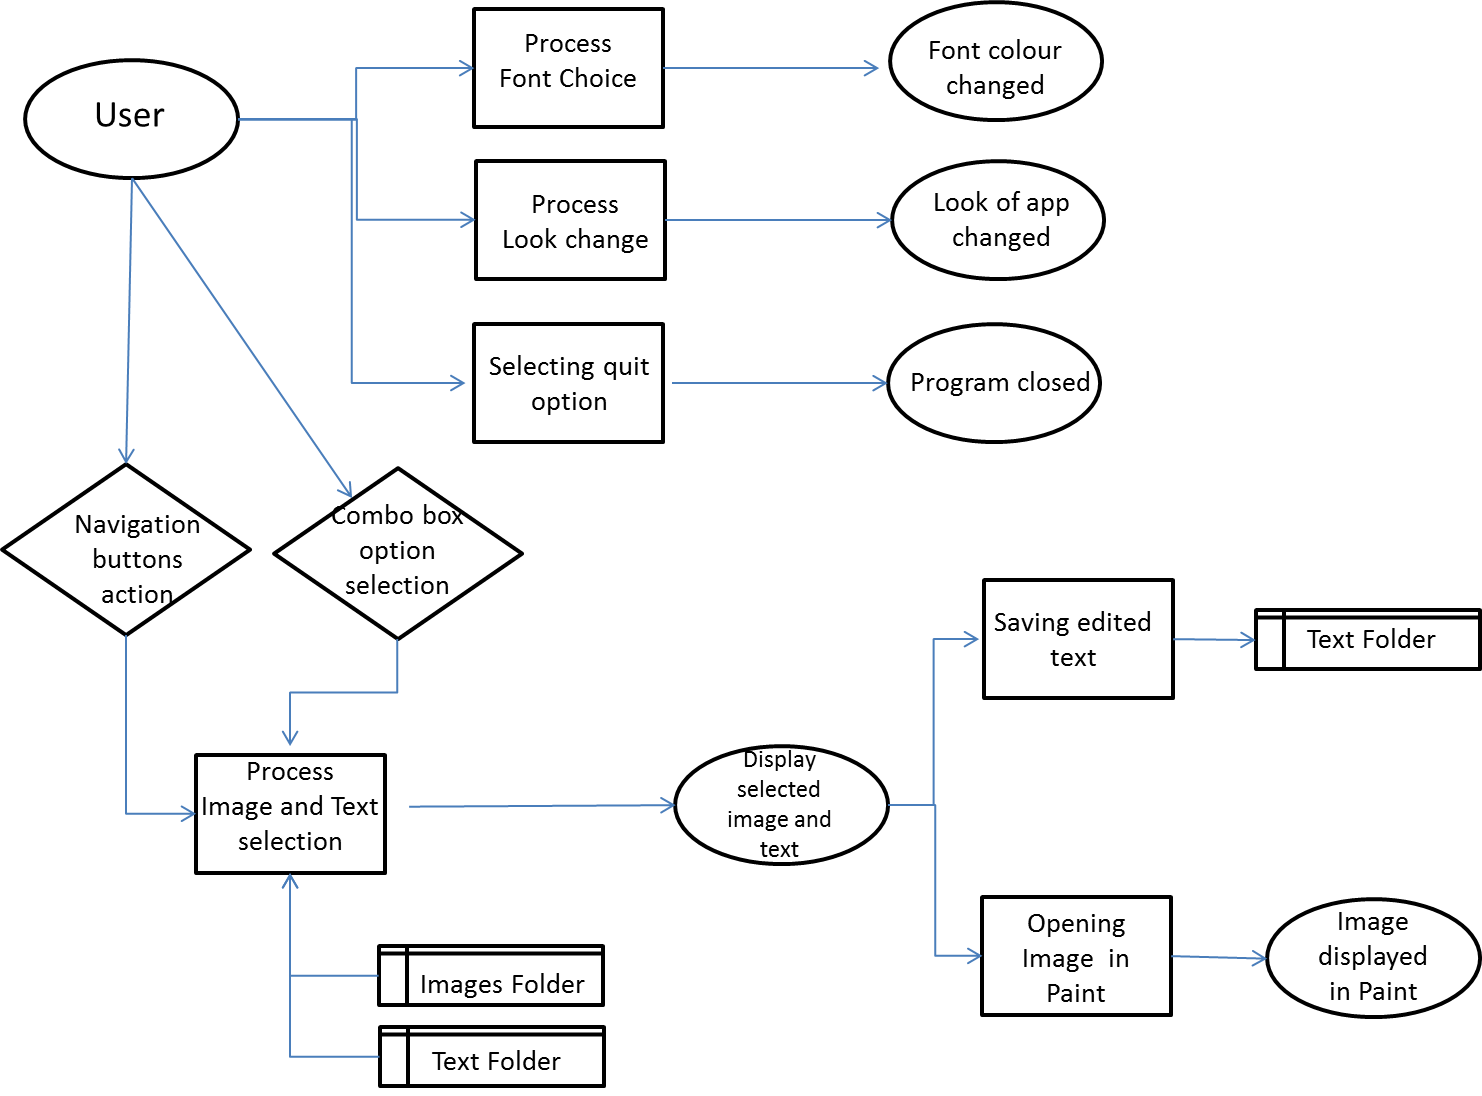 User
Process
Font Choice
Font colour
changed
Process
Look change
Look of app
changed
Selecting quit
option
Program closed
Navigation
buttons
action
Combo box
option
selection
Saving edited
text
Text Folder
Process
Image and Text
selection
Display
selected
image and
text
Opening
Image in
Paint
Image
displayed
in Paint
Images Folder
Text Folder